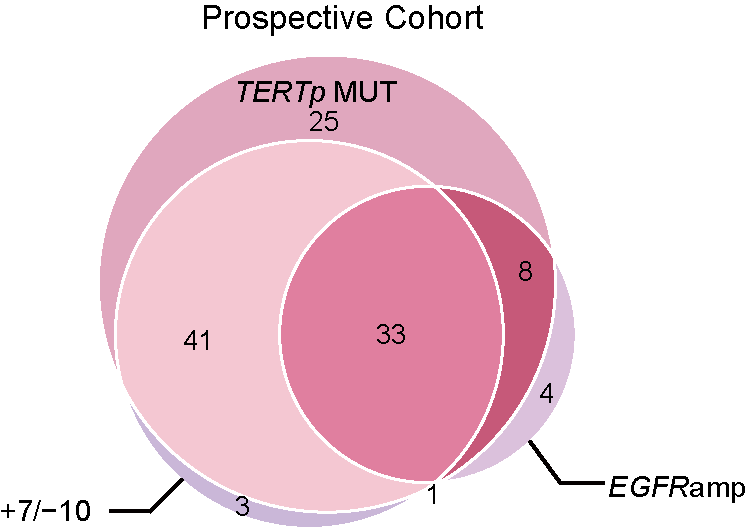 Prospective Cohort
TERTp MUT
25
8
41
33
4
3
1
+7/−10
EGFRamp